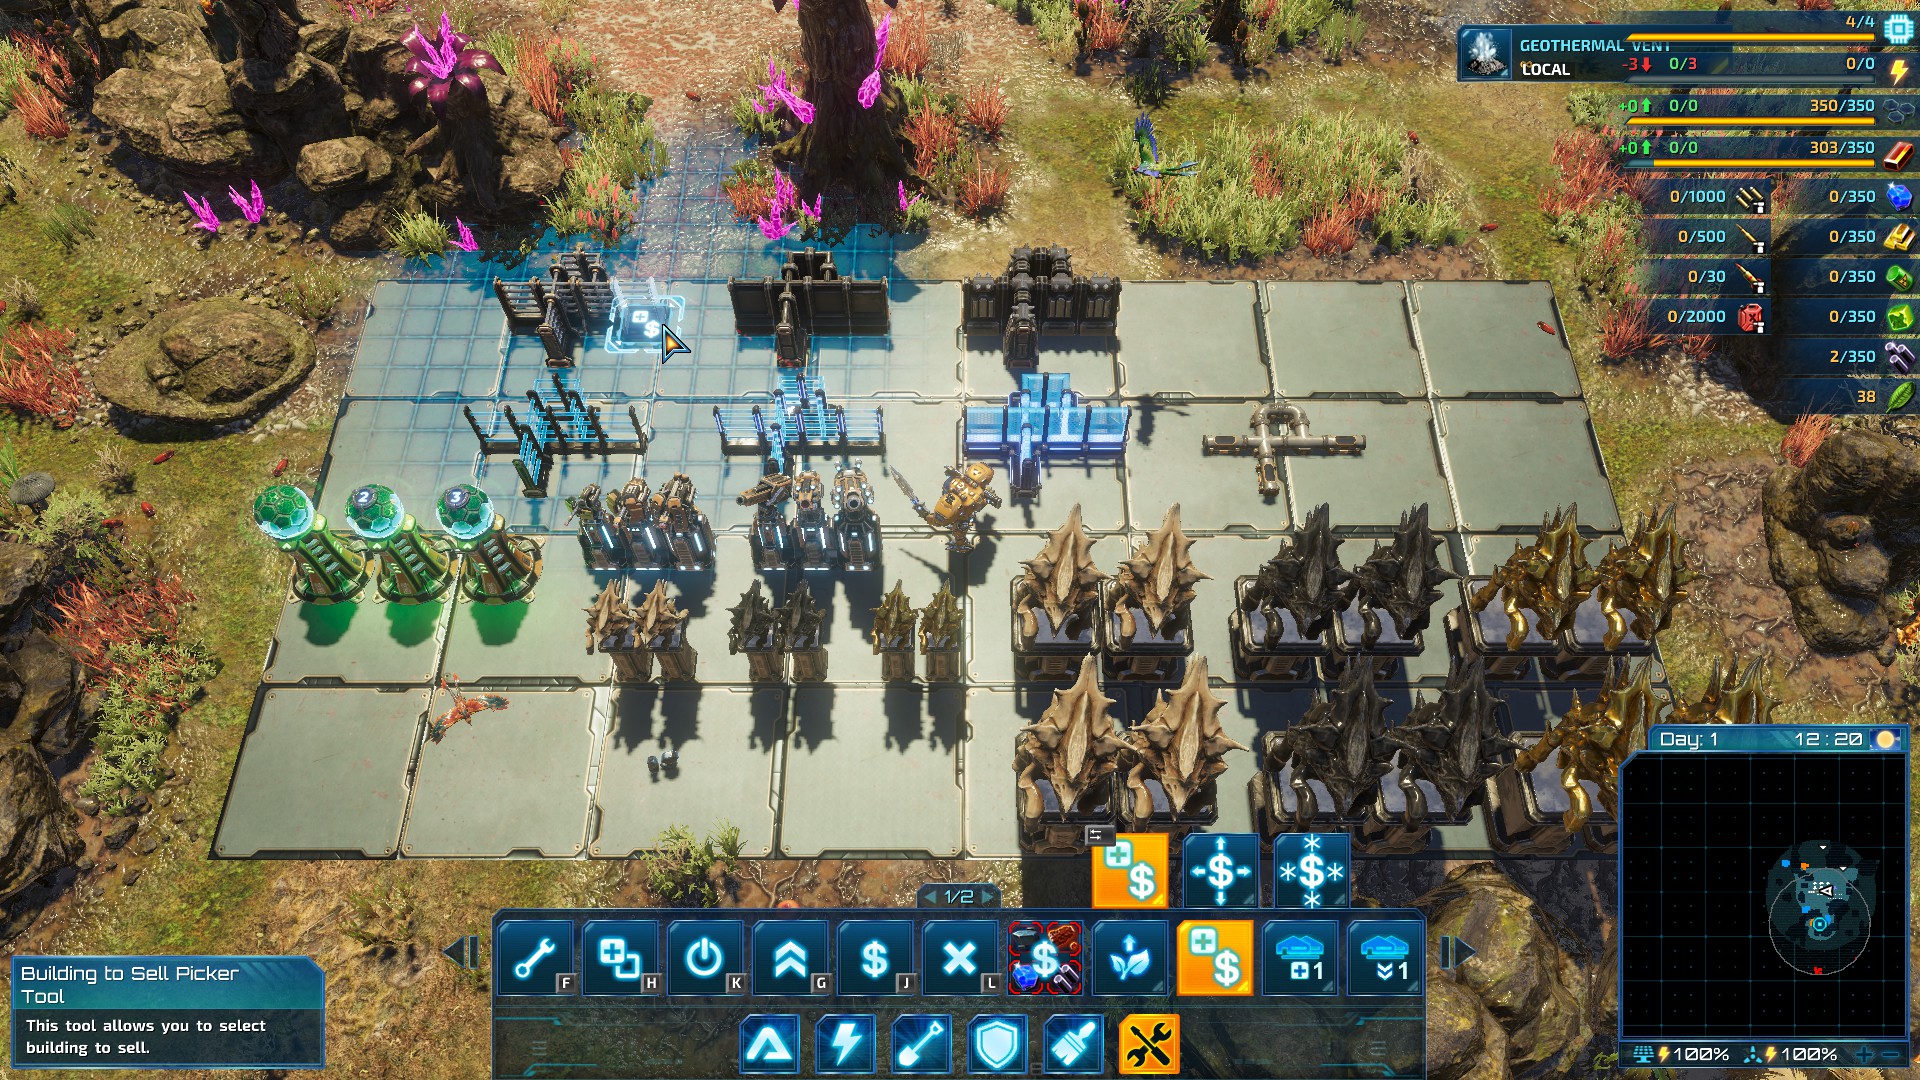 4/4
GEOTHERMAL VENT
LOCAL
-3 0/3 0/0
+0 0/0 350/350
+0 0/0 303/350
0/1000 0/350
0/500 0/350
0/30 0/350
0/2000 0/350
2/350
38
2
3
Day: 1 12:20
1/2
F
H
K
G
$ J
L
$
1
1
Building to Sell Picker
Tool
This tool allows you to select
building to sell.
100% 100%